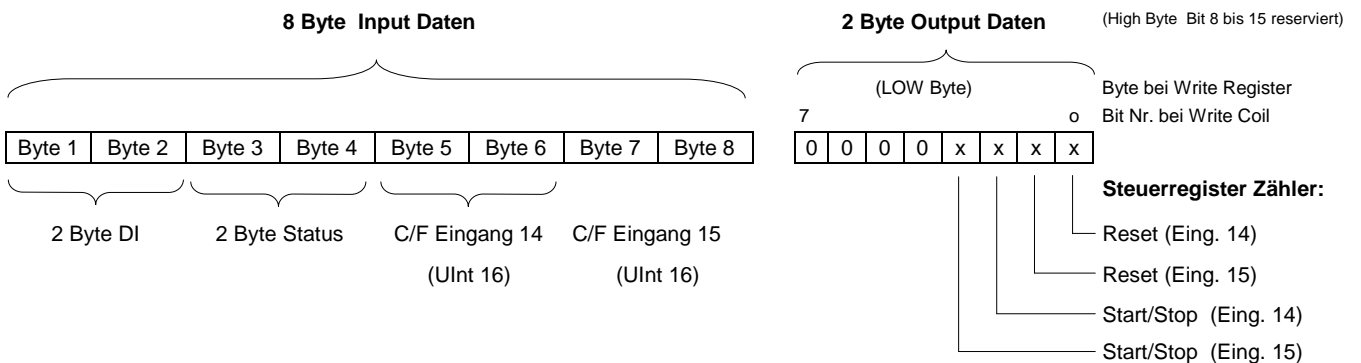 8 Byte Input Daten
2 Byte Output Daten
(High Byte Bit 8 bis 15 reserviert)
(LOW Byte)
Byte bei Write Register
7
o
Bit Nr. bei Write Coil
Byte 1 Byte 2 Byte 3 Byte 4 Byte 5 Byte 6 Byte 7 Byte 8
0 0 0 0 x x x x
Steuerregister Zähler:
2 Byte DI
2 Byte Status
C/F Eingang 14
(UInt 16)
C/F Eingang 15
(UInt 16)
Reset (Eing. 14)
Reset (Eing. 15)
Start/Stop (Eing. 14)
Start/Stop (Eing. 15)